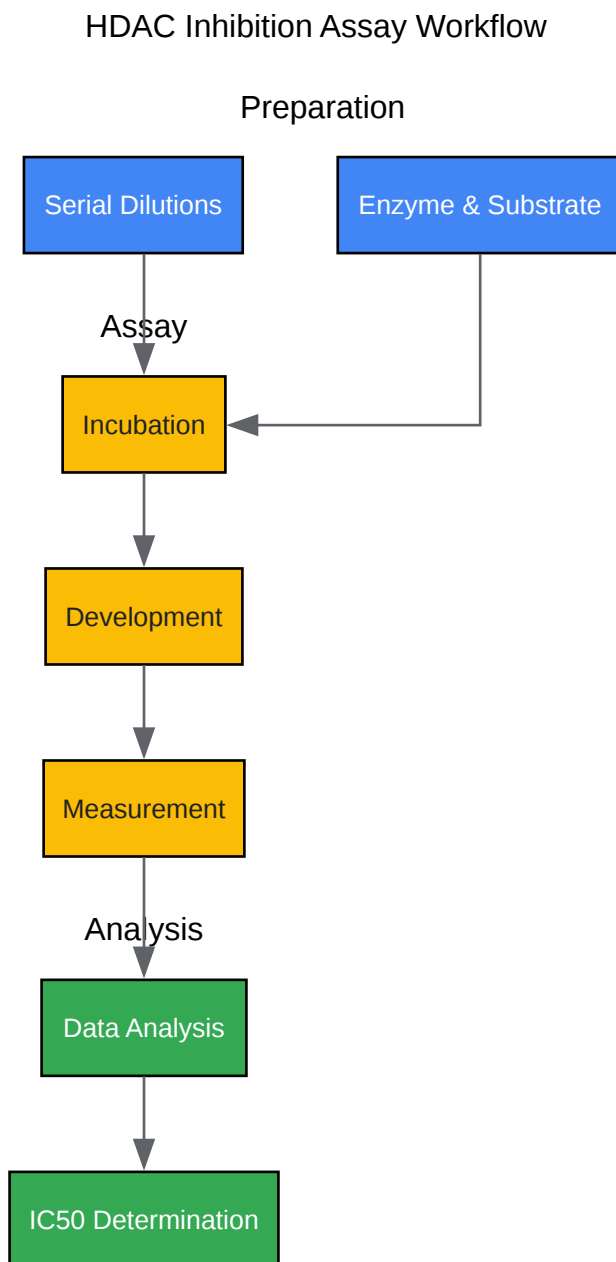 HDAC Inhibition Assay Workflow
Preparation
Serial Dilutions
Enzyme & Substrate
Assay
Incubation
Development
Measurement
Analysis
Data Analysis
IC50 Determination